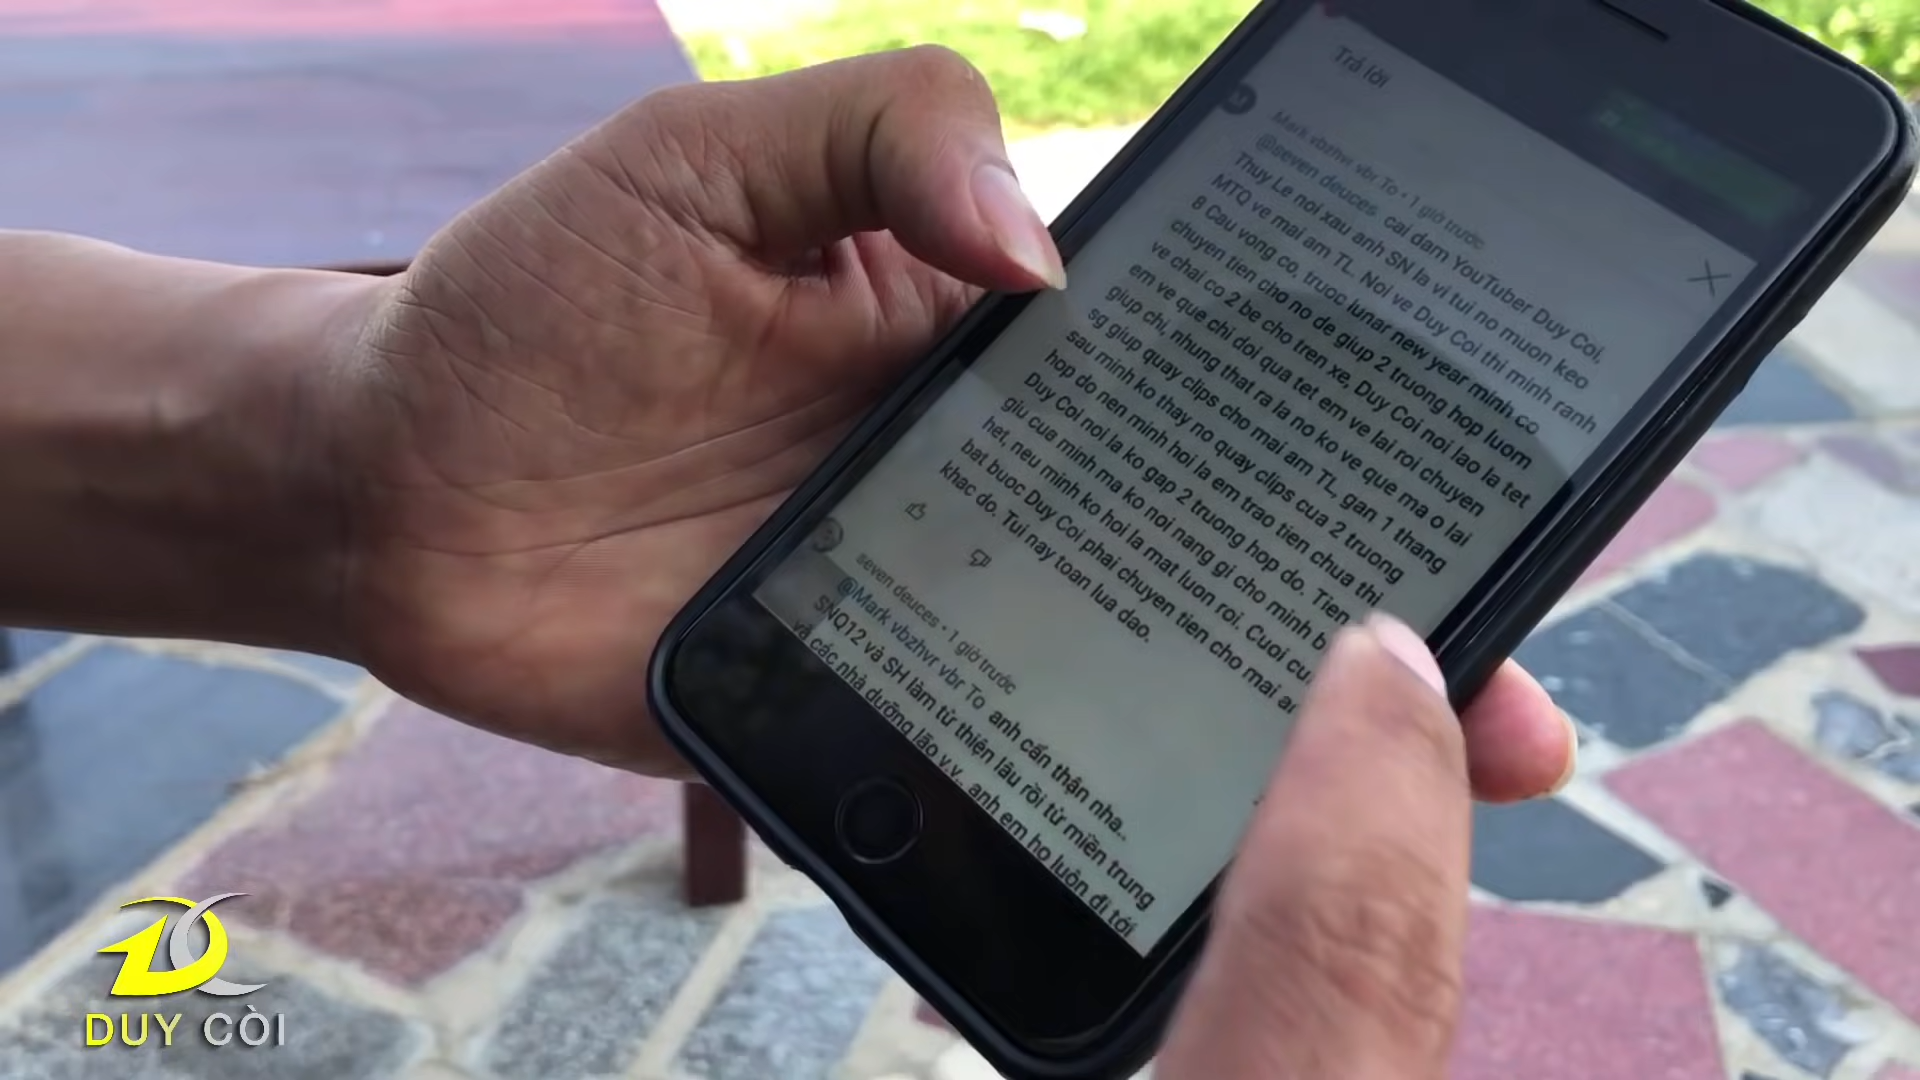 Trả lời
Mark vbzhvr vbr To • 1 giờ trước
@seven deuces cai dam YouTuber Duy Coi,
Thuy Le noi xau anh SN la vi tui no muon keo
MTQ ve mai am TL. Noi ve Duy Coi thi minh ranh
8 Cau vong co, truoc lunar new year minh co
chuyen tien cho no de giup 2 truong hop luom
ve chai co 2 be cho tren xe, Duy Coi noi lao la tet
em ve que chi doi qua tet em ve lai roi chuyen
giup chi, nhung that ra la no ko ve que ma o lai
sg giup quay clips cho mai am TL, gan 1 thang
sau minh ko thay no quay clips cua 2 truong
hop do nen minh hoi la em trao tien chua thi
Duy Coi noi la ko gap 2 truong hop do. Tien
giu cua minh ma ko noi nang gi cho minh b
het, neu minh ko hoi la mat luon roi. Cuoi cu
bat buoc Duy Coi phai chuyen tien cho mai
khac do. Tui nay toan lua dao.
seven deuces • 1 giờ trước
@Mark vbzhvr vbr To anh cẩn thận nha..
SNQ12 và SH làm từ thiện lâu rồi từ miền trung
và các nhà dưỡng lão v.v.. anh em họ luôn đi tới
DUY CÒI